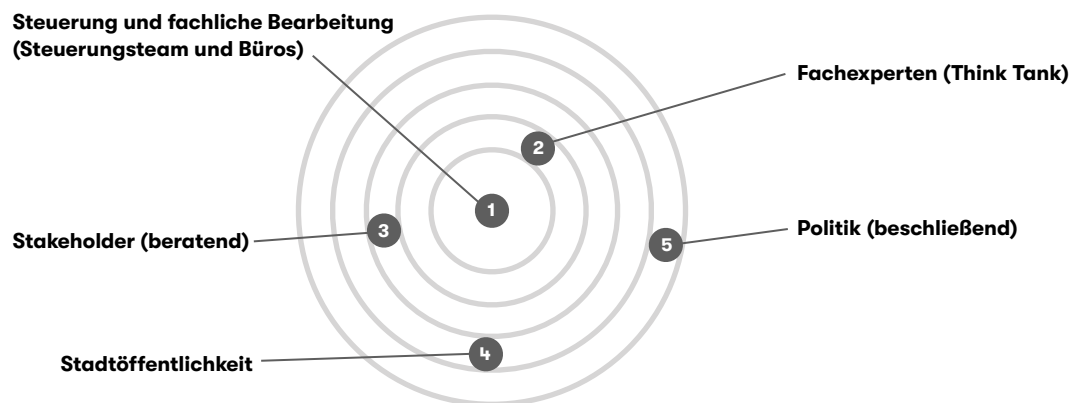 Steuerung und fachliche Bearbeitung
(Steuerungsteam und Büros)
Fachexperten (Think Tank)
2
1
3
Stakeholder (beratend)
Politik (beschließend)
5
4
Stadtöffentlichkeit